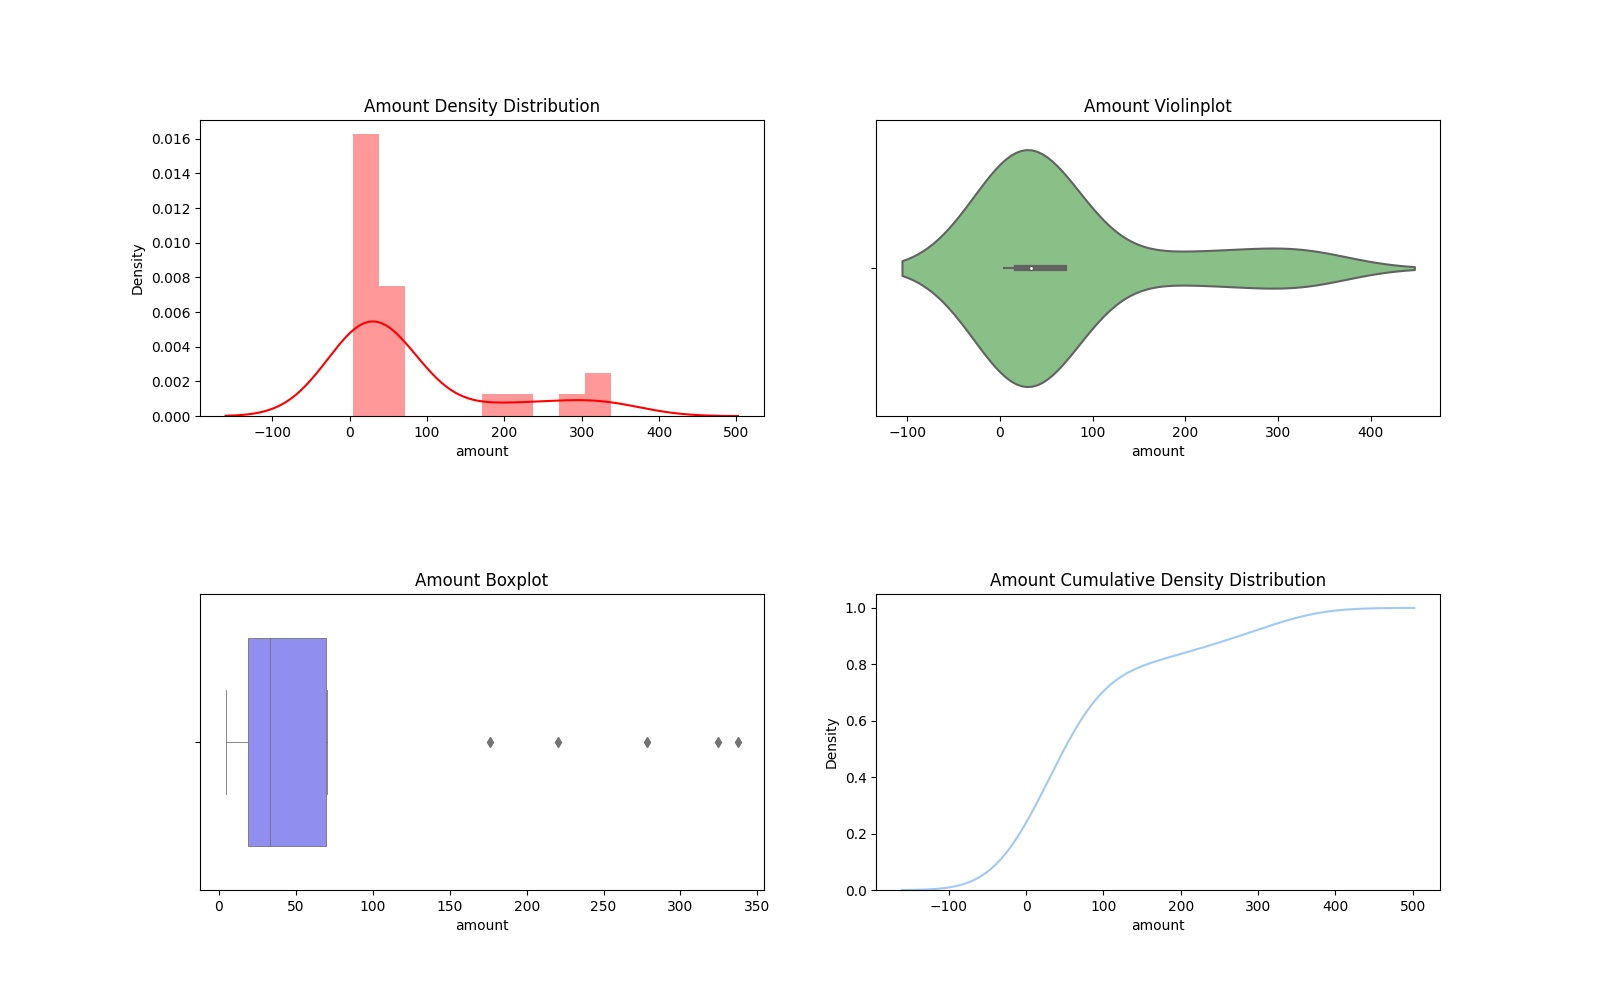 Amount Density Distribution
0.016
0.014
0.012
0.010
0.008
0.006
0.004
0.002
0.000
Density
−100 0 100 200 300 400 500
amount
Amount Violinplot
−100 0 100 200 300 400
amount
Amount Boxplot
0 50 100 150 200 250 300 350
amount
Amount Cumulative Density Distribution
1.0
0.8
0.6
0.4
0.2
0.0
Density
−100 0 100 200 300 400 500
amount